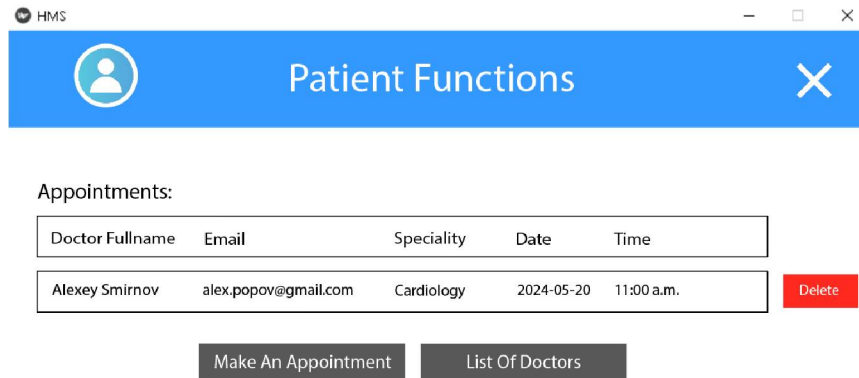 HMS
Patient Functions
Appointments:
Doctor Fullname Email Speciality Date Time
Alexey Smirnov alex.popov@gmail.com Cardiology 2024-05-20 11:00 a.m. Delete
Make An Appointment List Of Doctors